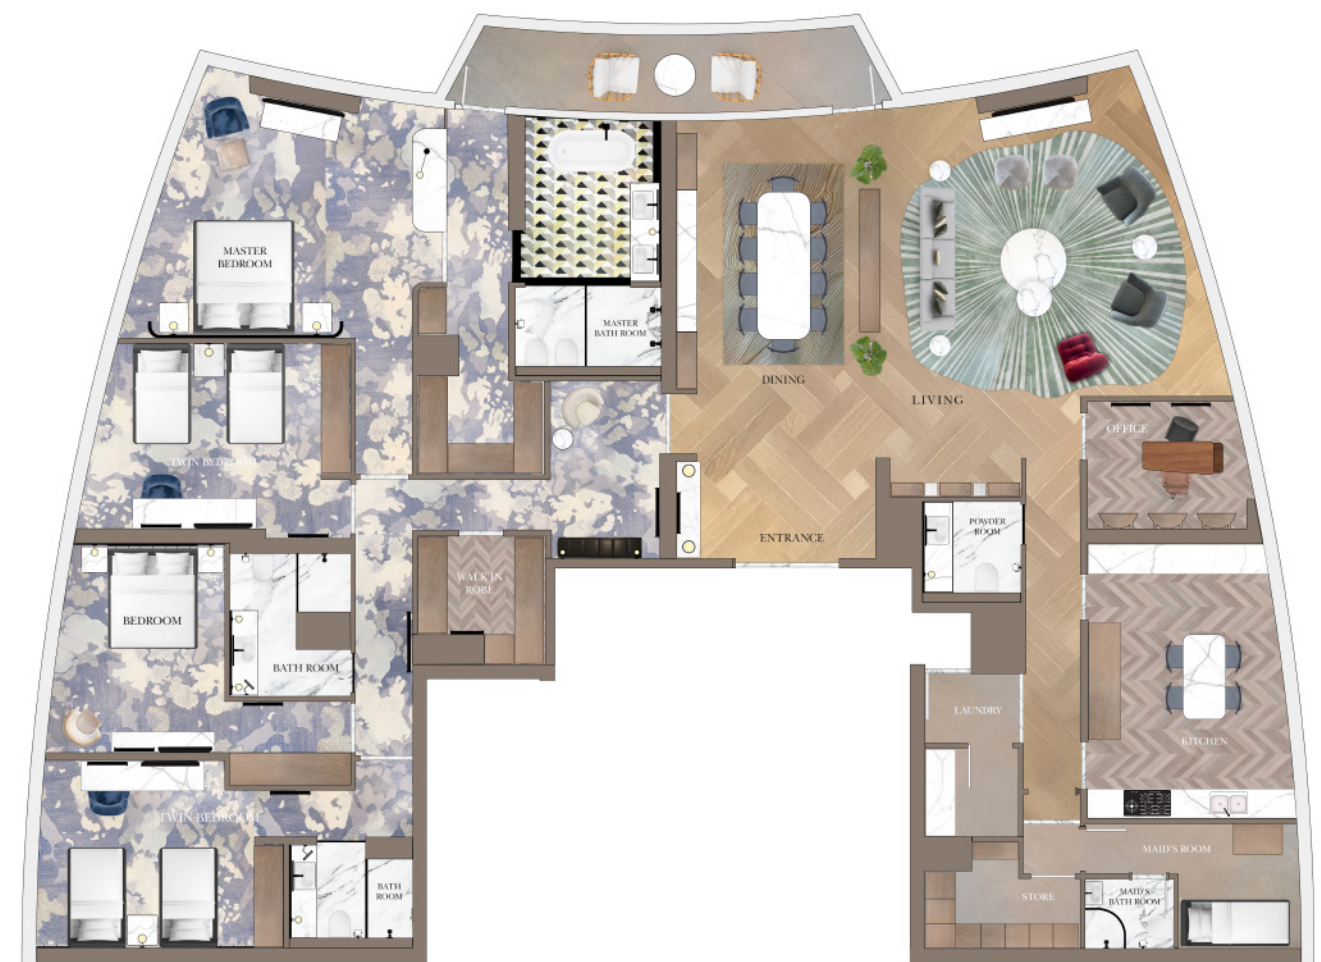 MASTER
BEDROOM
MASTER
BATH ROOM
DINING
LIVING
OFFICE
TWIN BEDROOM
ENTRANCE
POWDER
ROOM
WALK IN
ROBE
BEDROOM
BATH ROOM
LAUNDRY
KITCHEN
TWIN BEDROOM
MAID'S ROOM
BATH
ROOM
STORE
MAID'S
BATH ROOM